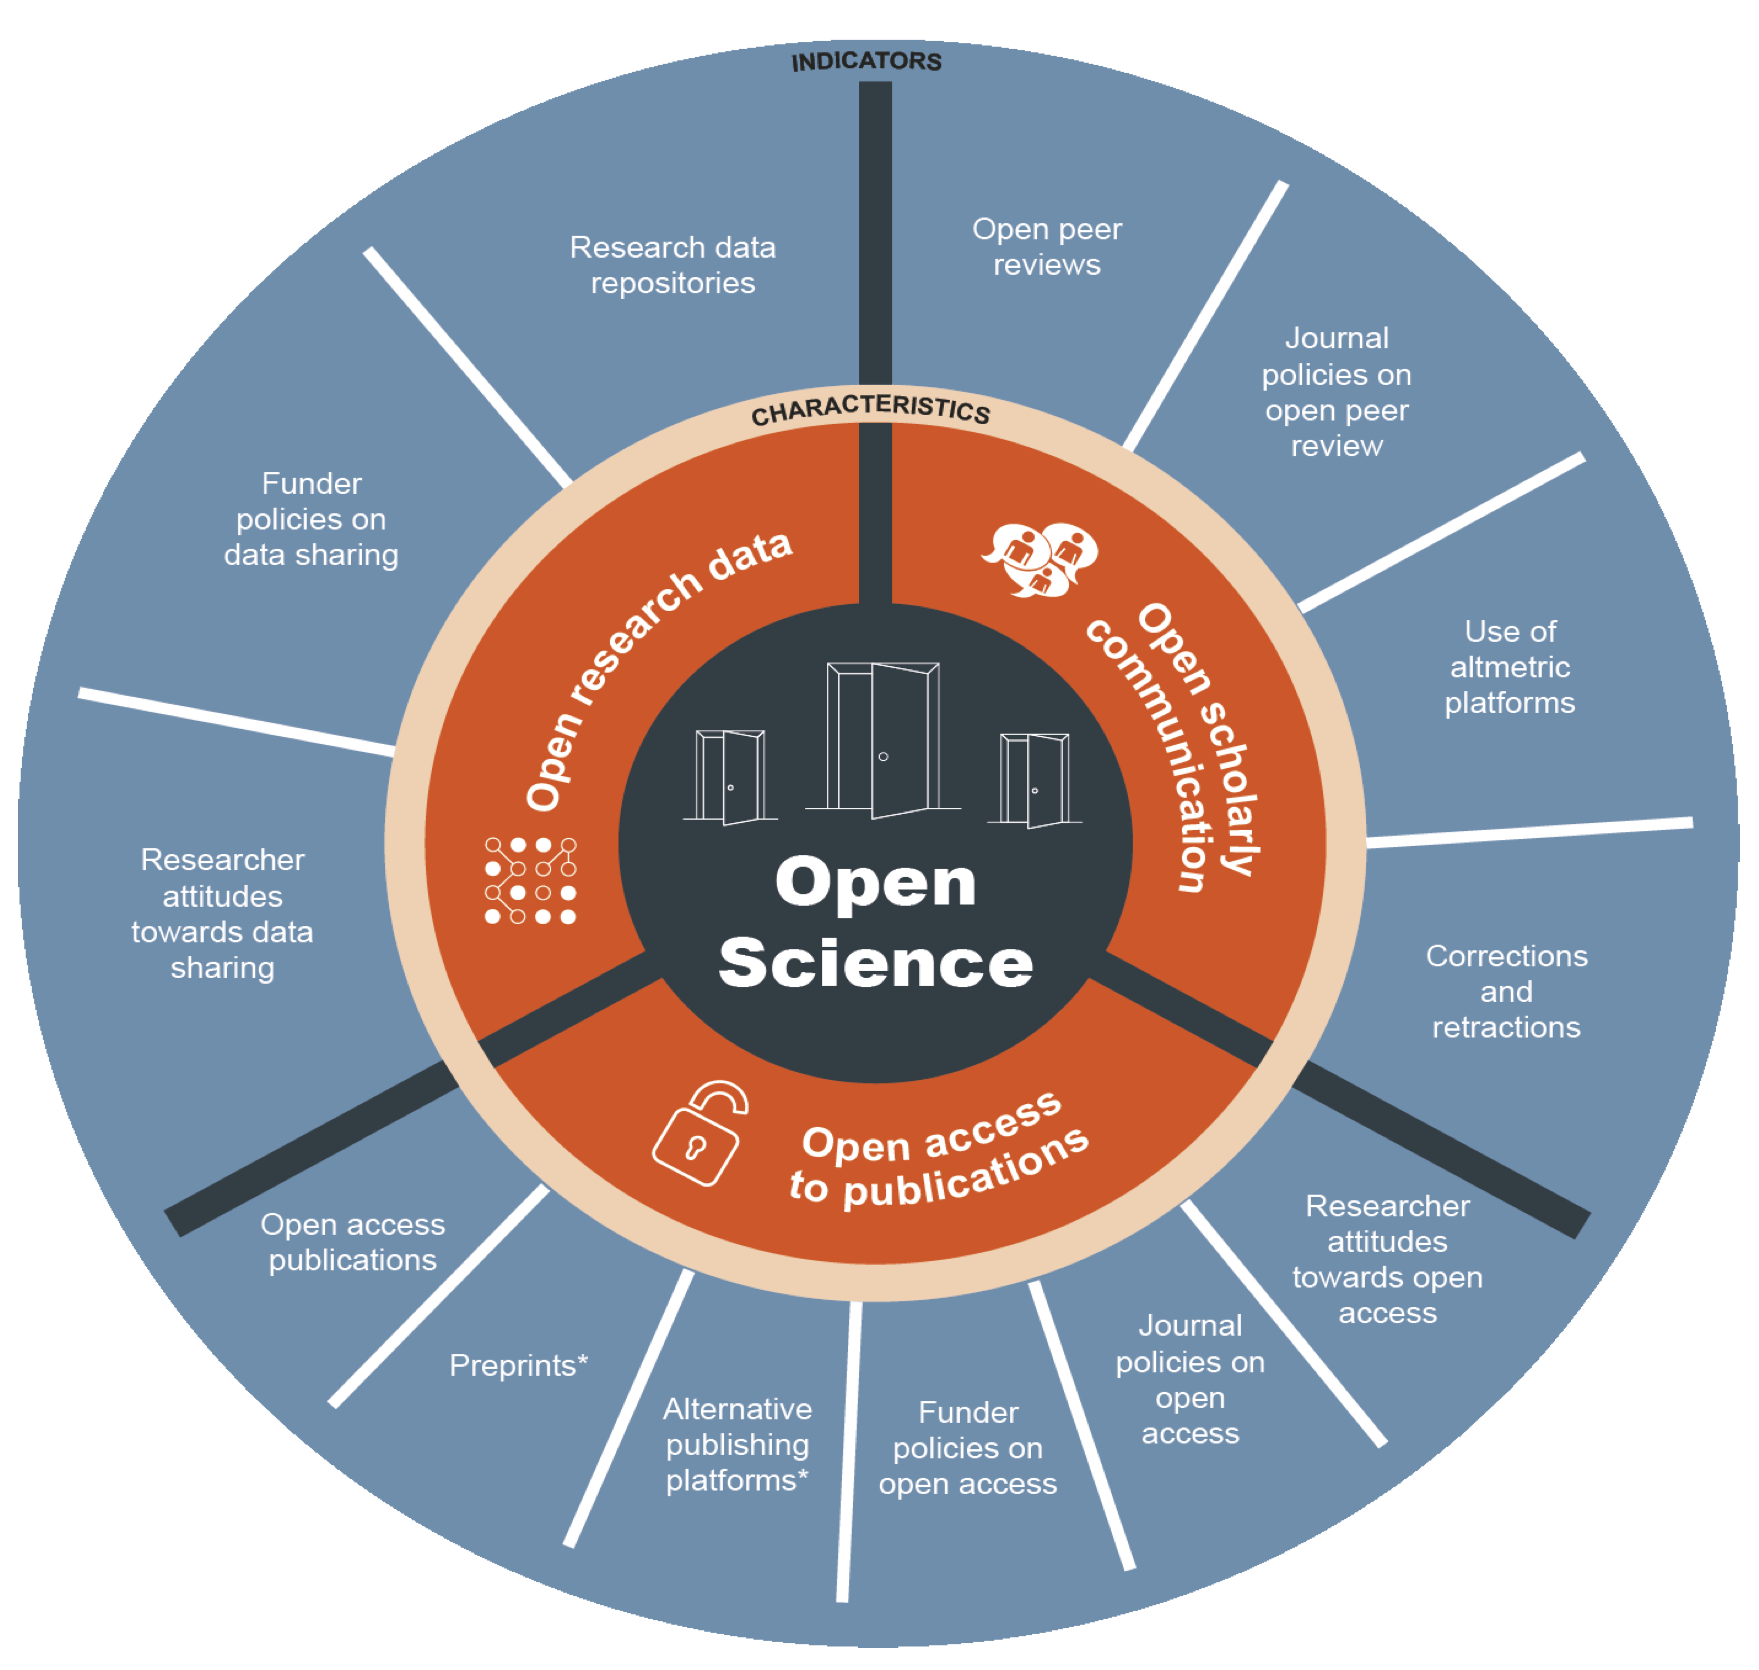 INDICATORS
Research data
repositories
Open peer
reviews
Journal
policies on
open peer
review
CHARACTERISTICS
Funder
policies on
data sharing
Open research data
Open scholarly
communication
Use of
altmetric
platforms
Researcher
attitudes
towards data
sharing
Open
Science
Corrections
and
retractions
Open access
to publications
Open access
publications
Preprints*
Alternative
publishing
platforms*
Funder
policies on
open access
Journal
policies on
open
access
Researcher
attitudes
towards open
access